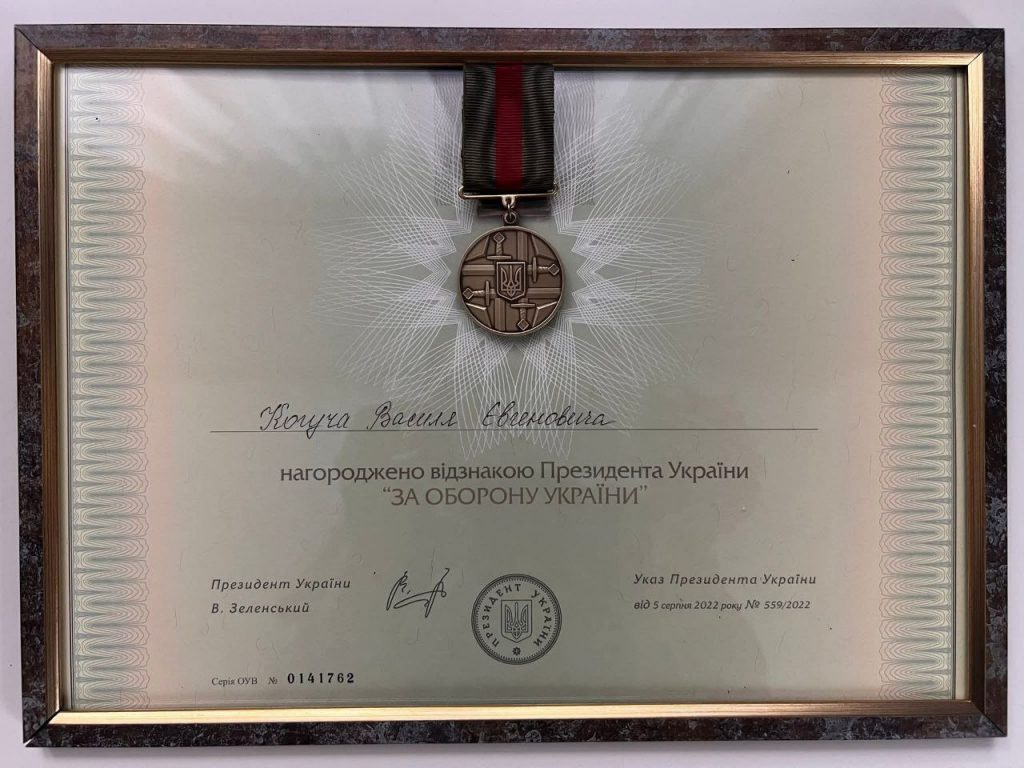 Когуча Василя Євгеновича
нагороджено відзнакою Президента України
“ЗА ОБОРОНУ УКРАЇНИ”
Президент України
В. Зеленський
ПРЕЗИДЕНТ УКРАЇНИ
Указ Президента України
від 5 серпня 2022 року № 559/2022
Серія ОУВ № 0141762